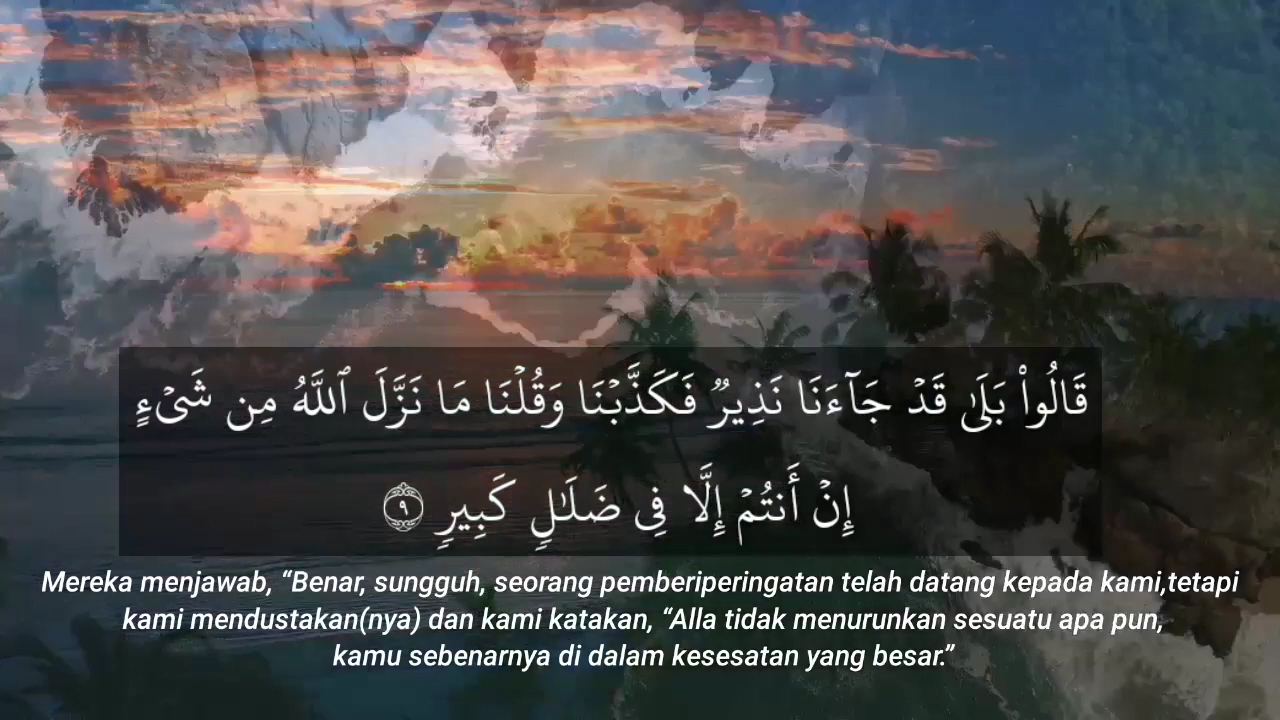 قَالُوا۟ بَلَىٰ قَدْ جَآءَنَا نَذِيرٌ فَكَذَّبْنَا وَقُلْنَا مَا نَزَّلَ ٱللَّهُ مِن شَىْءٍ
إِنْ أَنتُمْ إِلَّا فِى ضَلَـٰلٍ كَبِيرٍ ٩
Mereka menjawab, “Benar, sungguh, seorang pemberiperingatan telah datang kepada kami,tetapi
kami mendustakan(nya) dan kami katakan, “Alla tidak menurunkan sesuatu apa pun,
kamu sebenarnya di dalam kesesatan yang besar.”